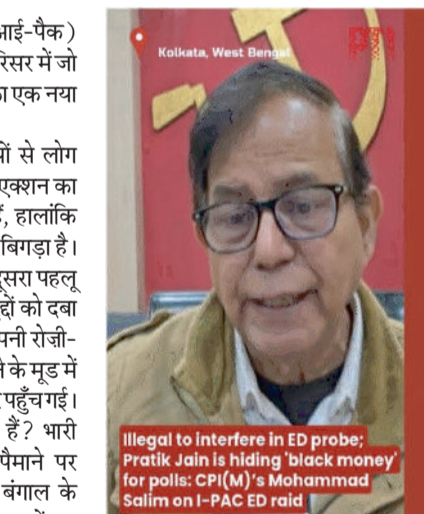 आई-पैक)
परिसर में जो
एक नया
से लोग
एक्शन का
हालांकि
बिगड़ा है।
दूसरा पहलू
को दबा
अपनी रोजी-
के मूड में
पहुँच गई।
हैं? भारी
पैमाने पर
बंगाल के
Kolkata, West Bengal
Illegal to interfere in ED probe;
Pratik Jain is hiding 'black money'
for polls: CPI(M)'s Mohammad
Salim on I-PAC ED raid